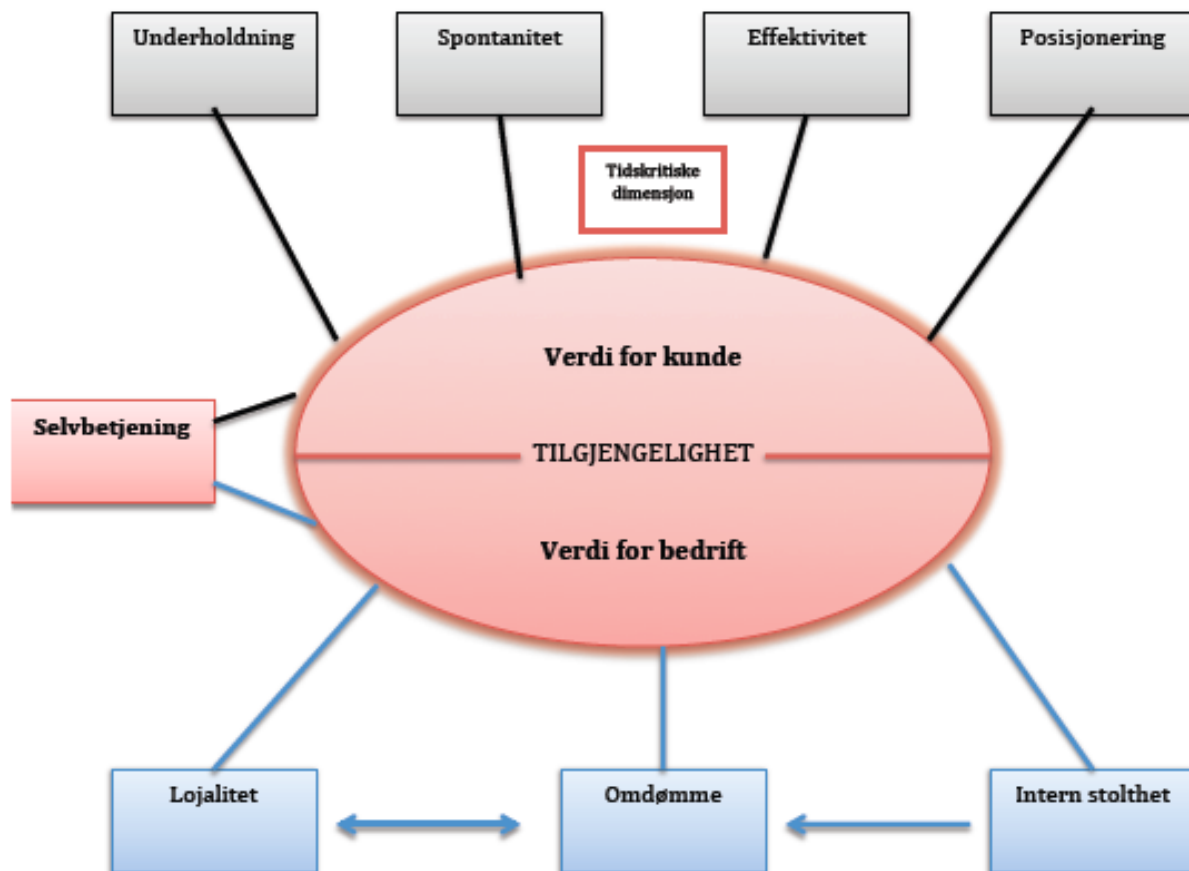 Underholdning
Spontanitet
Effektivitet
Posisjonering
Tidskritiske
dimensjon
Verdi for kunde
Selvbetjening
TILGJENGELIGHET
Verdi for bedrift
Lojalitet
Omdømme
Intern stolthet